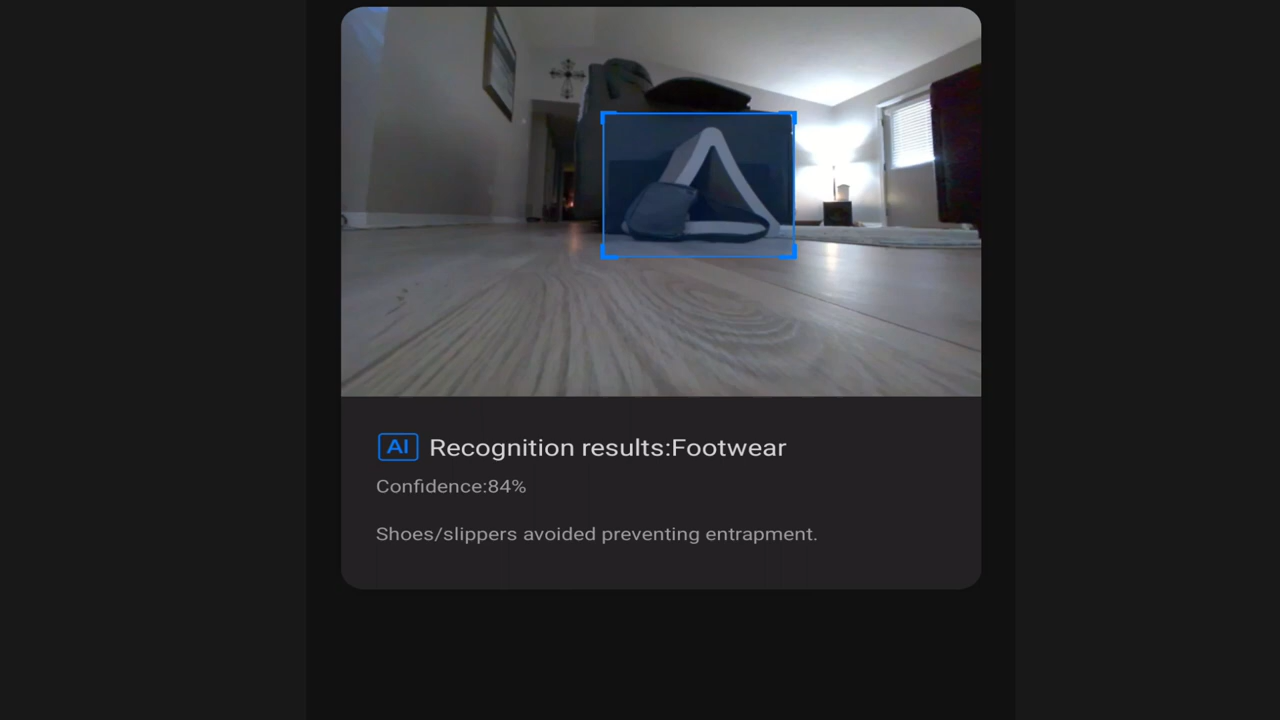 AI Recognition results:Footwear
Confidence:84%
Shoes/slippers avoided preventing entrapment.